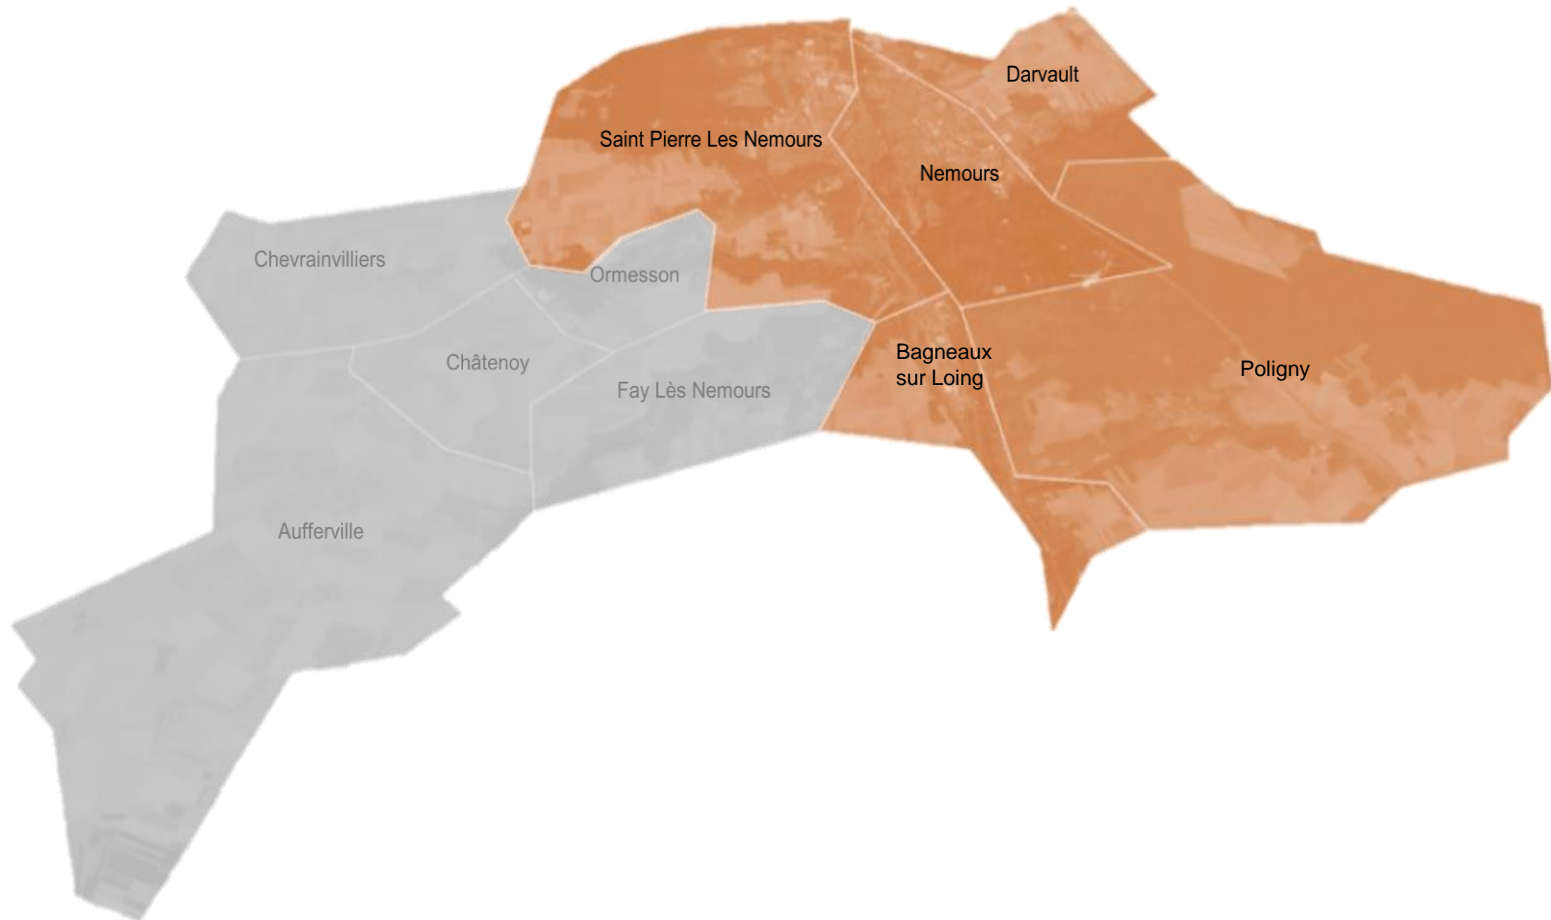 Darvault
Saint Pierre Les Nemours
Nemours
Chevrainvilliers
Ormesson
Châtenoy
Fay Lès Nemours
Bagneaux
sur Loing
Poligny
Aufferville